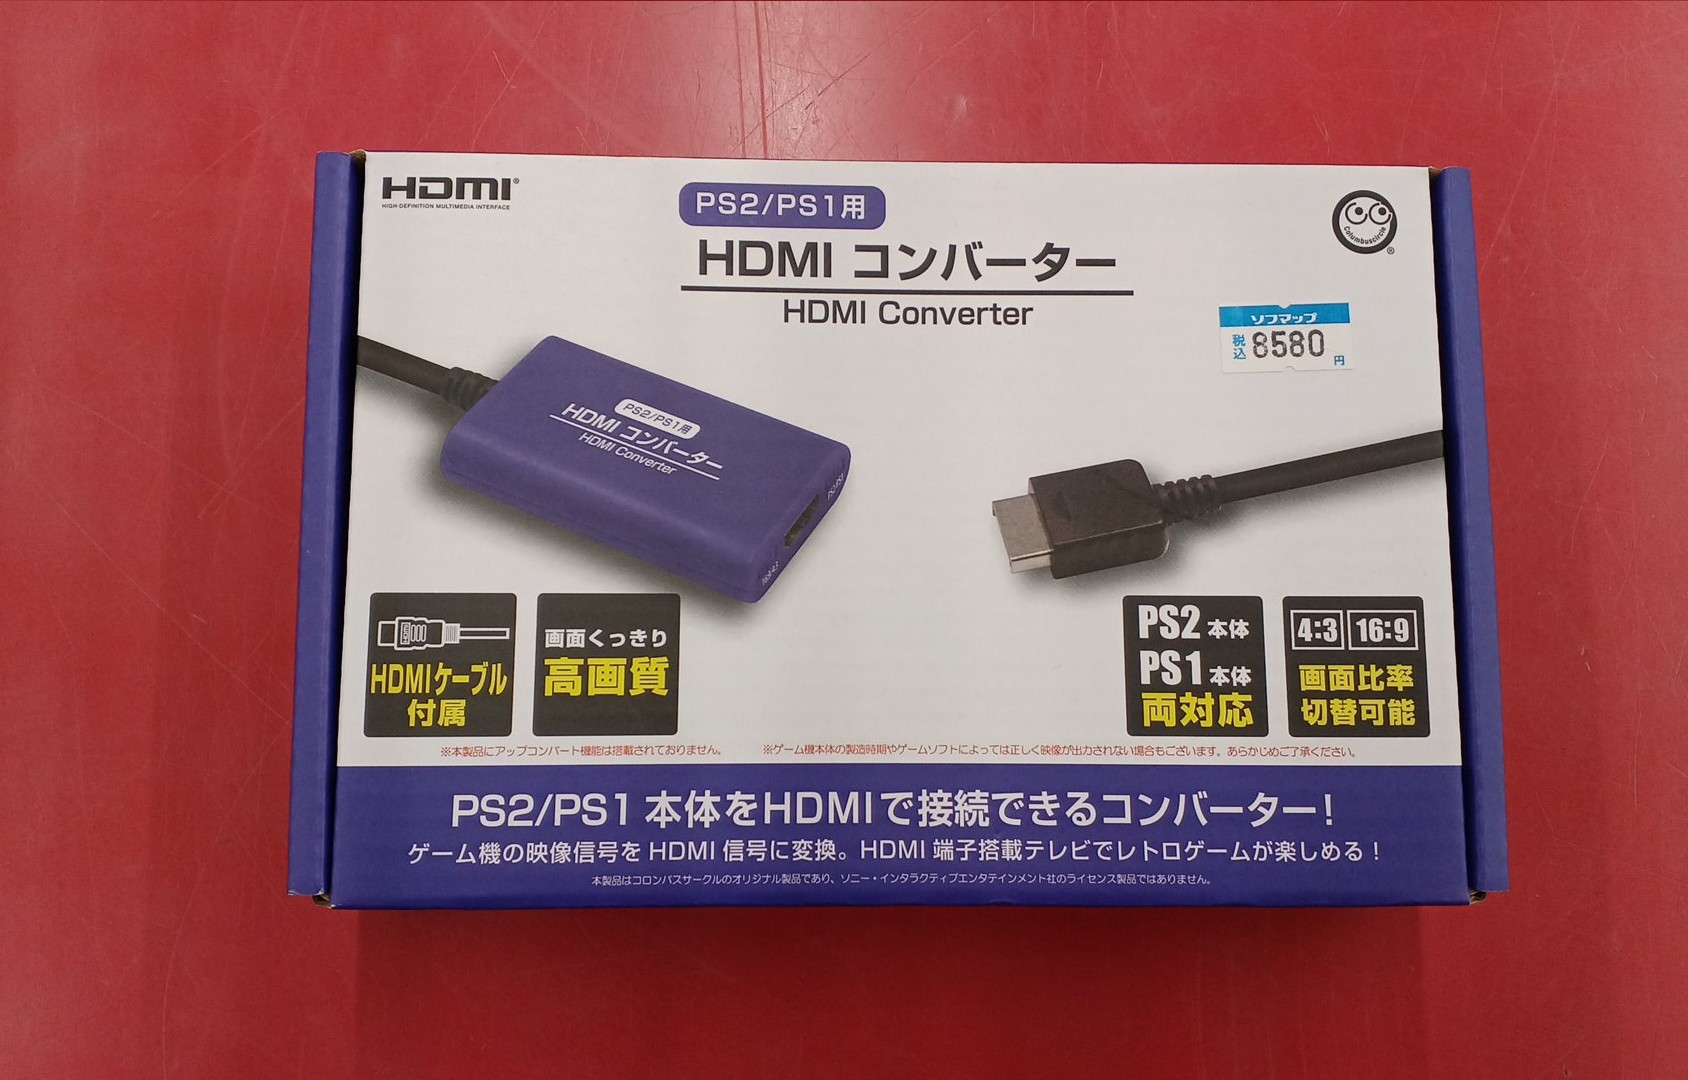 HDMI®
HIGH-DEFINITION MULTIMEDIA INTERFACE
PS2/PS1用
HDMI コンバーター
HDMI Converter
Columbuscircle
®
ソフマップ
税込 8580 円
PS2/PS1用
HDMI コンバーター
HDMI Converter
HDMIケーブル
付属
画面くっきり
高画質
PS2 本体
PS1 本体
両対応
4:3 16:9
画面比率
切替可能
※本製品にアップコンバート機能は搭載されておりません。
※ゲーム機本体の製造時期やゲームソフトによっては正しく映像が出力されない場合もございます。あらかじめご了承ください。
PS2/PS1 本体をHDMIで接続できるコンバーター!
ゲーム機の映像信号を HDMI 信号に変換。HDMI 端子搭載テレビでレトロゲームが楽しめる!
本製品はコロンバスサークルのオリジナル製品であり、ソニー・インタラクティブエンタテインメント社のライセンス製品ではありません。